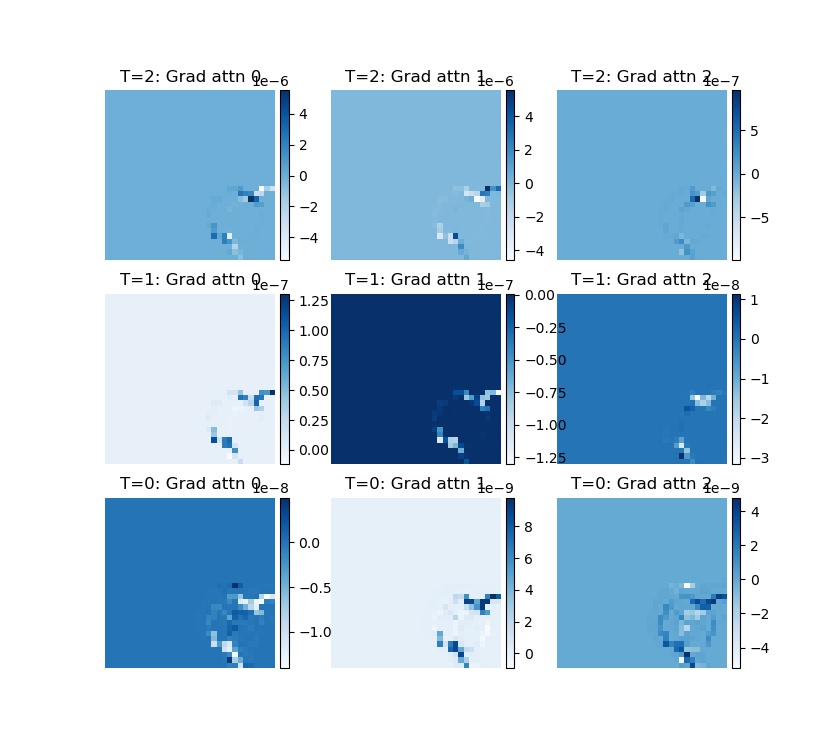 T=2: Grad attn 0
1e−6
T=2: Grad attn 1
1e−6
T=2: Grad attn 2
1e−7
4
2
0
−2
−4
4
2
0
−2
−4
5
0
−5
T=1: Grad attn 0
1e−7
T=1: Grad attn 1
1e−7
T=1: Grad attn 2
1e−8
1.25
1.00
0.75
0.50
0.25
0.00
0.00
−0.25
−0.50
−0.75
−1.00
−1.25
1
0
−1
−2
−3
T=0: Grad attn 0
1e−8
T=0: Grad attn 1
1e−9
T=0: Grad attn 2
1e−9
0.0
−0.5
−1.0
8
6
4
2
0
4
2
0
−2
−4